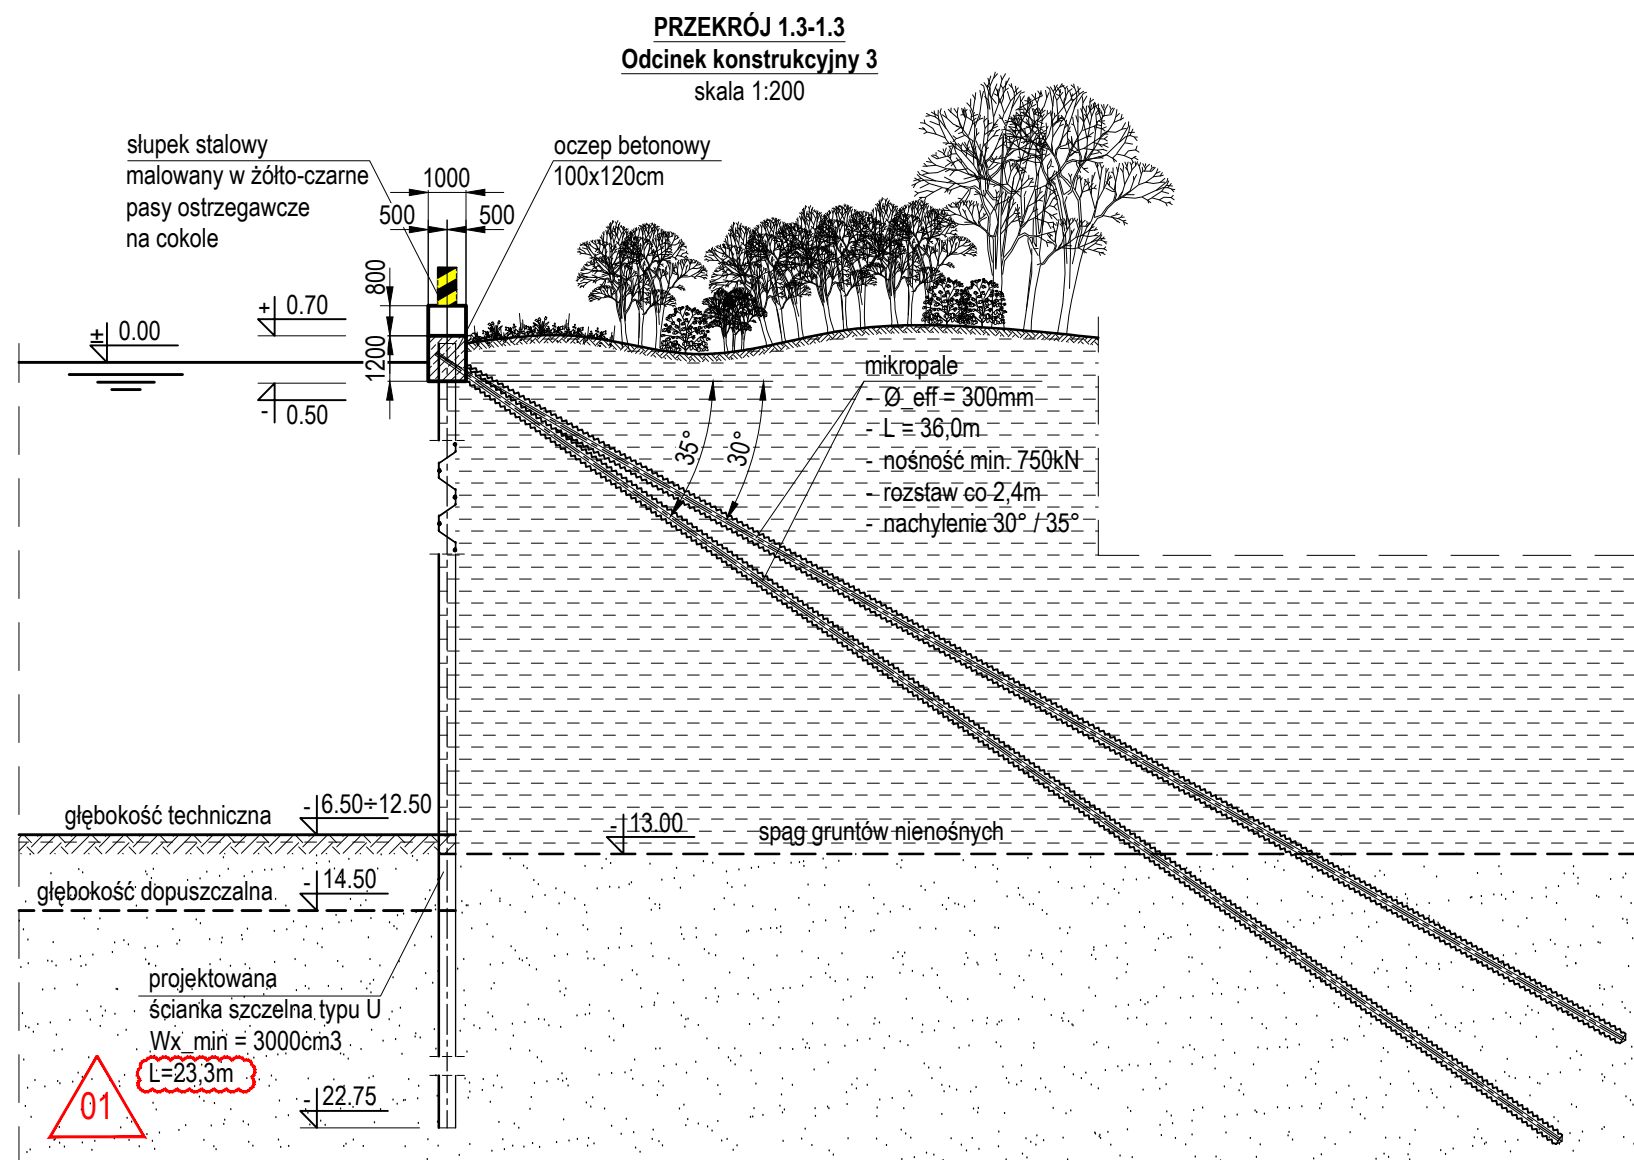 PRZEKRÓJ 1.3-1.3
Odcinek konstrukcyjny 3
skala 1:200
słupek stalowy
malowany w żółto-czarne
pasy ostrzegawcze
na cokole
oczep betonowy
100x120cm
1000
500
500
800
1200
+ 0.70
± 0.00
- 0.50
mikropale
- Ø_eff = 300mm
- L = 36,0m
- nośność min. 750kN
- rozstaw co 2,4m
- nachylenie 30° / 35°
35°
30°
głębokość techniczna
- 6.50÷12.50
- 13.00
spąg gruntów nienośnych
głębokość dopuszczalna
- 14.50
projektowana
ścianka szczelna typu U
Wx_min = 3000cm3
L=23,3m
01
- 22.75